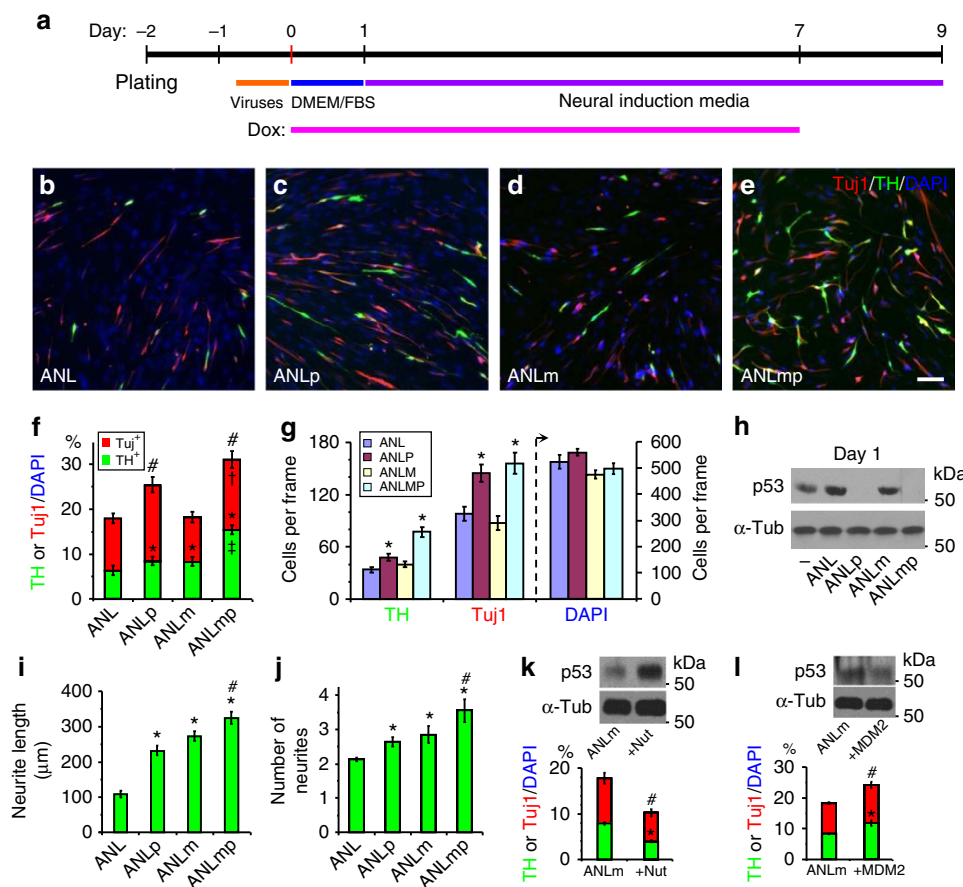 a
Day: –2 –1 0 1 7 9
Plating
Viruses DMEM/FBS Neural induction media
Dox:
b
ANL
c
ANLp
d
ANLm
e
Tuj1/TH/DAPI
ANLmp
f
%
Tuj⁺
TH⁺
TH or Tuj1/DAPI
30
20
10
0
# #
†
* * *
‡
ANL ANLp ANLm ANLmp
g
ANL
ANLP
ANLM
ANLMP
Cells per frame
180
120
60
0
* * * *
TH Tuj1 DAPI
600
500
400
300
200
100
0
Cells per frame
h
Day 1
kDa
p53
50
α-Tub
50
– ANL ANLp ANLm ANLmp
i
Neurite length
(μm)
400
300
200
100
0
* * # *
ANL ANLp ANLm ANLmp
j
Number of
neurites
4
2
0
* * # *
ANL ANLp ANLm ANLmp
k
kDa
p53
50
α-Tub
50
ANLm +Nut
%
TH or Tuj1/DAPI
20
10
0
#
*
ANLm +Nut
l
kDa
p53
50
α-Tub
50
ANLm +MDM2
%
TH or Tuj1/DAPI
30
20
10
0
#
*
ANLm +MDM2